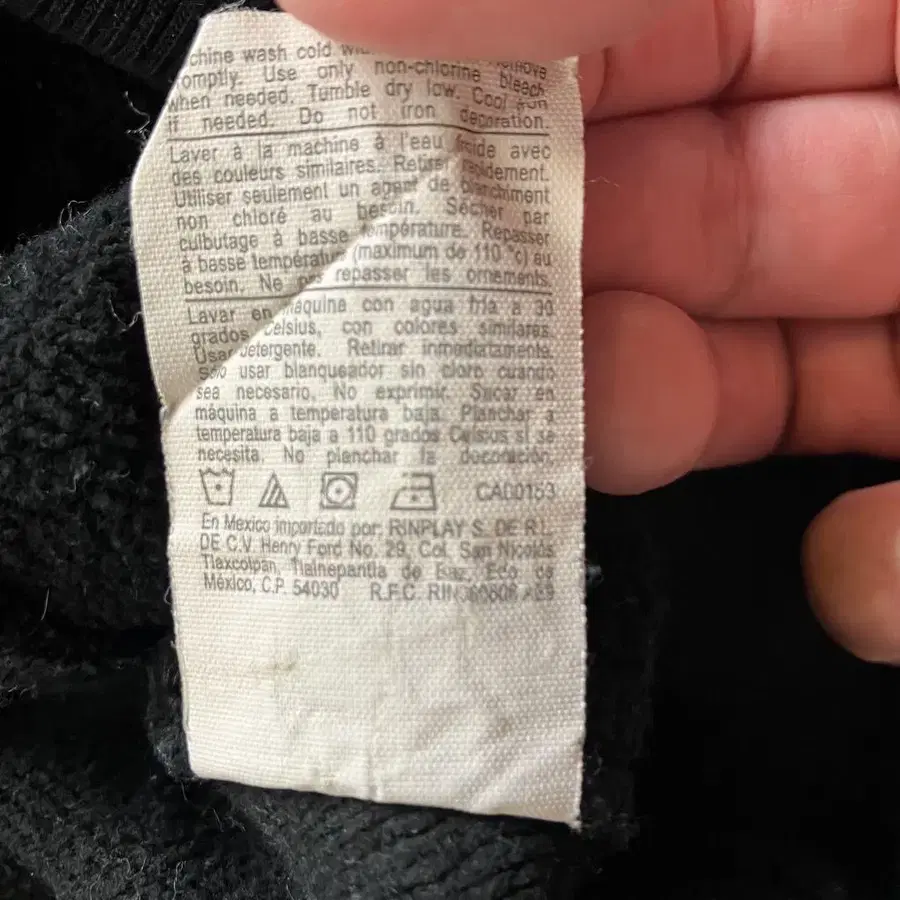 chine wash cold
omptly. Use only non-chlorine bleach
when needed. Tumble dry low. Cool iron
if needed. Do not iron decoration.
Laver à la machine à l'eau froide avec
des couleurs similaires. Retirer rapidement.
Utiliser seulement un agent de blanchiment
non chloré au besoin. Sécher par
culbutage à basse température. Repasser
à basse températur (maximum de 110 °c) au
besoin. Ne repasser les ornements.
Lavar en máquina con agua fría a 30
grados Celsius, con colores similares.
Usar detergente. Retirar inmediatamente.
Sólo usar blanqueador sin cloro cuando
sea necesario. No exprimir. Secar en
máquina a temperatura baja. Planchar a
temperatura baja a 110 grados Celsius si se
necesita. No planchar la decoración.
CA00153
En Mexico importado por: RINPLAY S. DE R.L.
DE C.V. Henry Ford No. 29, Col. San Nicolás
Tlaxcolpan, Tlalnepantla de Baz, Edo de
México, C.P. 54030 R.F.C.